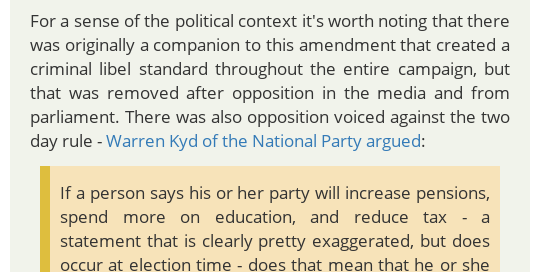 For a sense of the political context it's worth noting that there
was originally a companion to this amendment that created a
criminal libel standard throughout the entire campaign, but
that was removed after opposition in the media and from
parliament. There was also opposition voiced against the two
day rule - Warren Kyd of the National Party argued:
If a person says his or her party will increase pensions,
spend more on education, and reduce tax - a
statement that is clearly pretty exaggerated, but does
occur at election time - does that mean that he or she